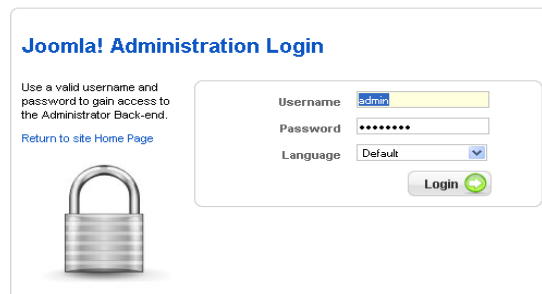 Joomla! Administration Login
Use a valid username and
password to gain access to
the Administrator Back-end.
Return to site Home Page
Username admin
Password ••••••••
Language Default
Login